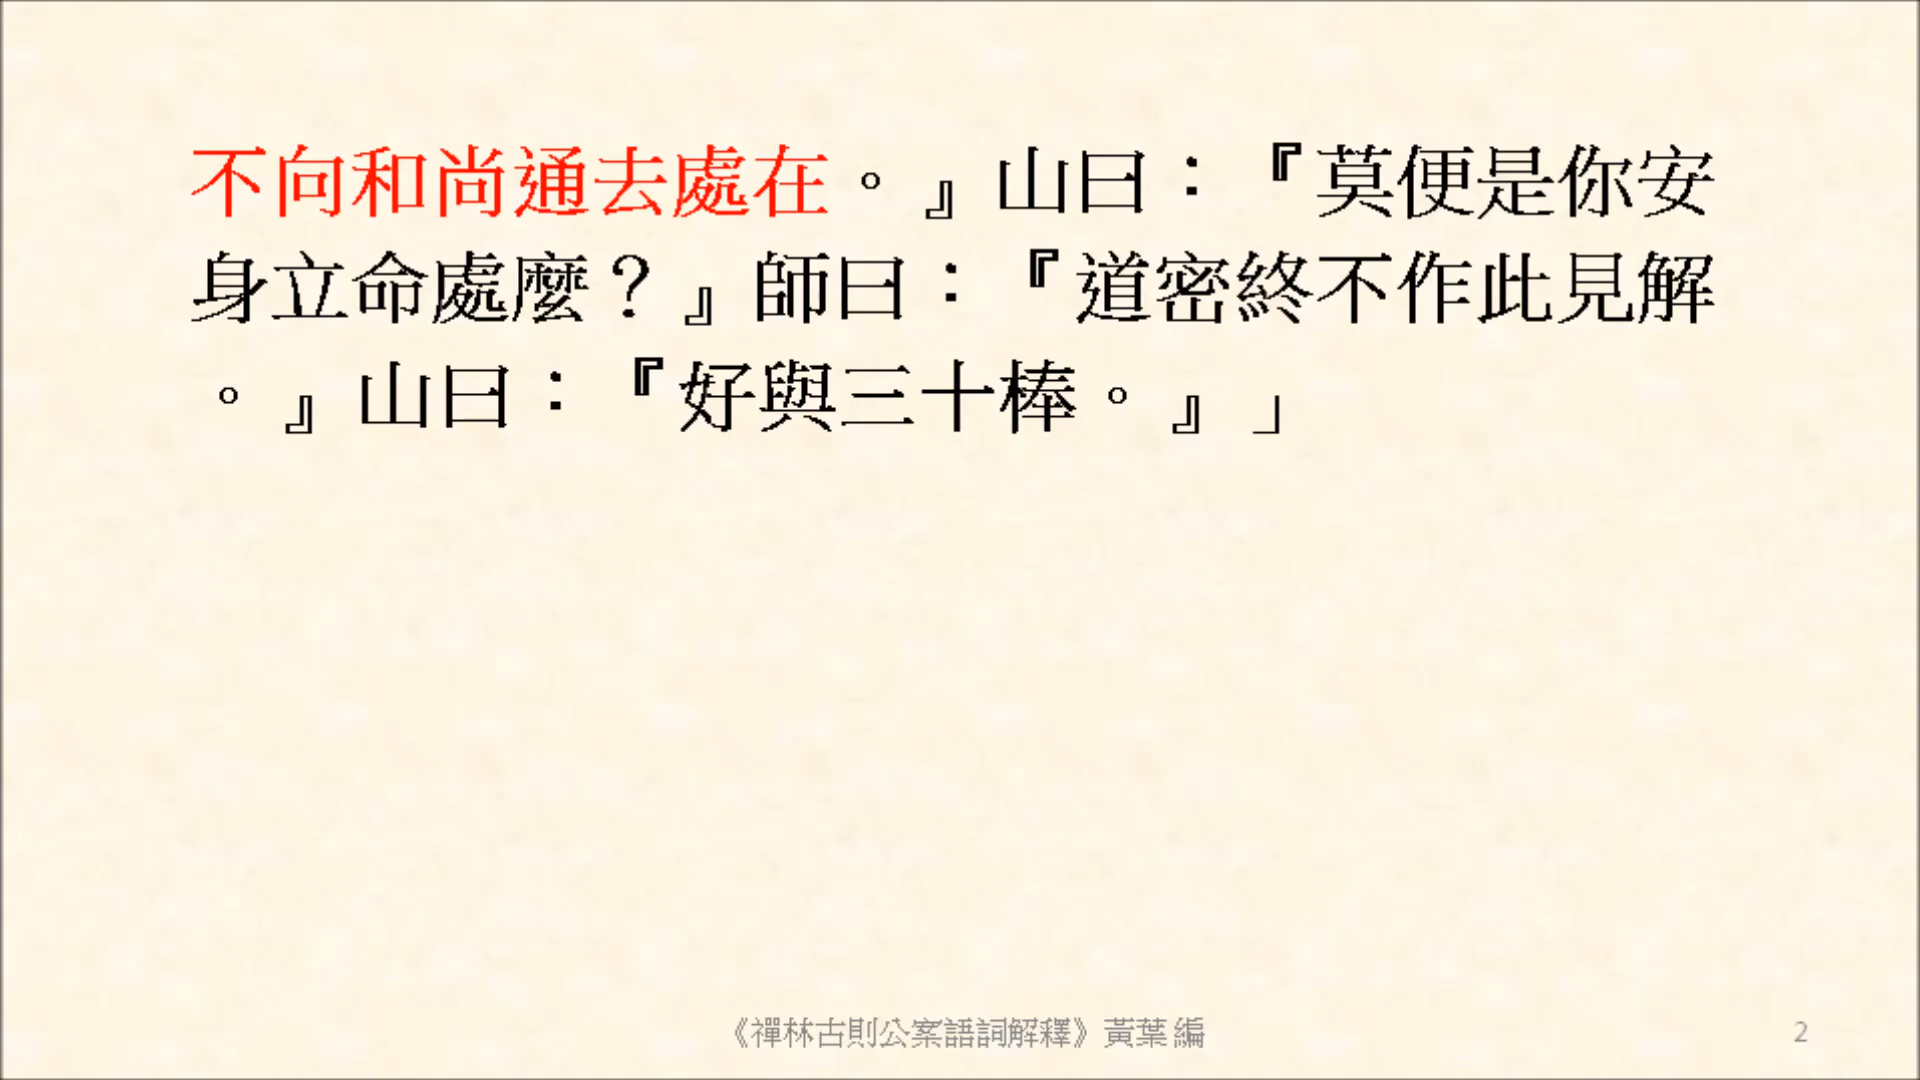 不向和尚通去處在。』山曰：『莫便是你安
身立命處麼？』師曰：『道密終不作此見解
。』山曰：『好與三十棒。』」
《禪林古則公案語詞解釋》黃葉 編
2